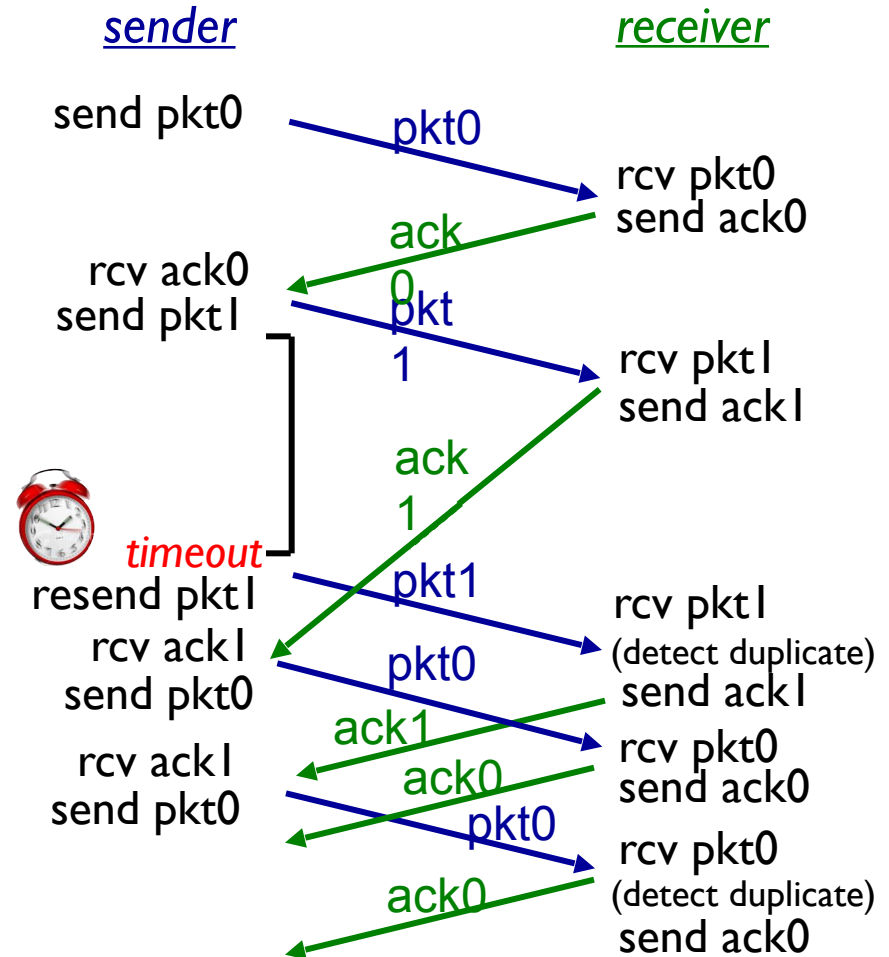 sender
receiver
send pkt0
pkt0
rcv pkt0
send ack0
ack
0
rcv ack0
send pkt1
pkt
1
rcv pkt1
send ack1
ack
1
timeout
resend pkt1
pkt1
rcv pkt1
(detect duplicate)
send ack1
rcv ack1
send pkt0
pkt0
ack1
rcv pkt0
send ack0
rcv ack1
send pkt0
ack0
pkt0
rcv pkt0
(detect duplicate)
send ack0
ack0